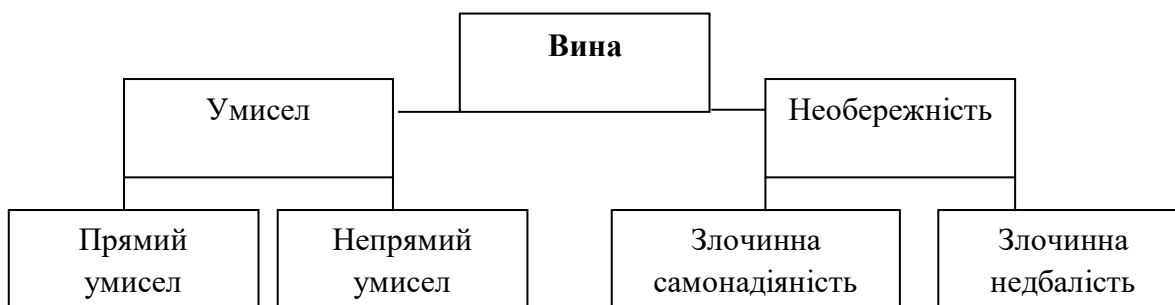 Вина
Умисел
Необережність
Прямий
умисел
Непрямий
умисел
Злочинна
самонадіяність
Злочинна
недбалість